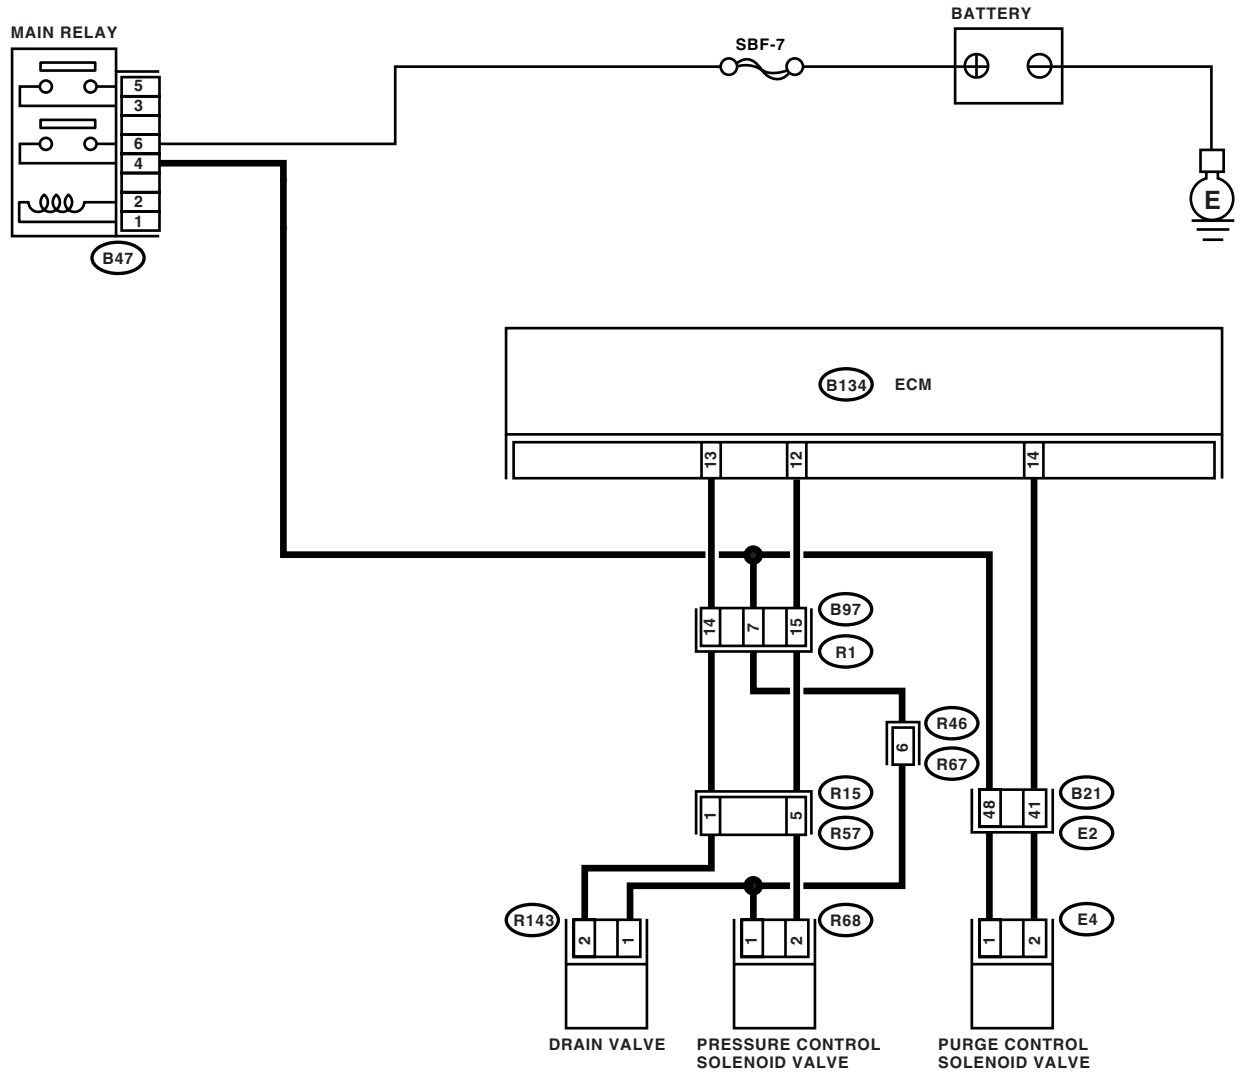 BATTERY
MAIN RELAY
SBF-7
5
3
6
4
2
1
B47
E
B134 ECM
13 12 14
B97
14 7 15
R1
R46
6
R67
R15
1 5
R57
B21
48 41
E2
R143
2 1
1 2
R68
1 2
E4
DRAIN VALVE
PRESSURE CONTROL
SOLENOID VALVE
PURGE CONTROL
SOLENOID VALVE